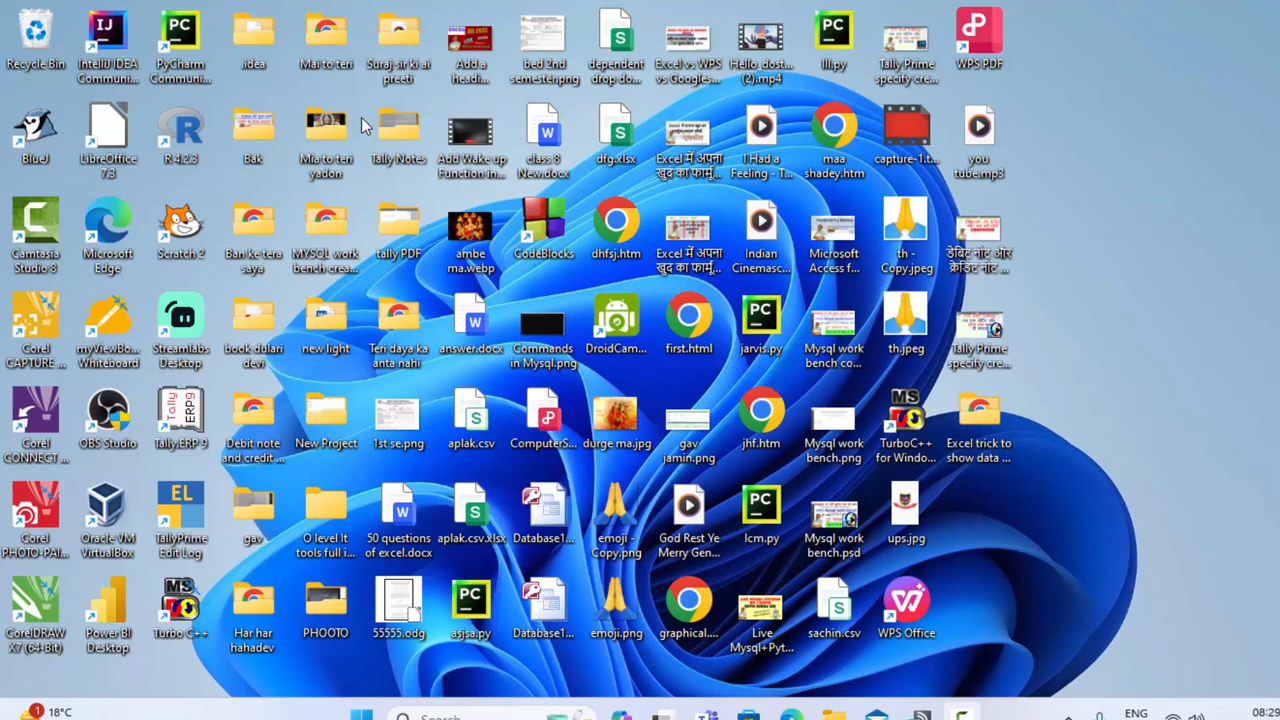 Recycle Bin
IntelliJ IDEA
Communi...
PyCharm
Communi...
.idea
Mai to teri
Suraj sir ki ai
preeti
Add a
headi...
bed 2nd
semester.png
dependent
drop do...
Excel vs WPS
vs Googles...
Hello_dost...
(2).mp4
lll.py
Tally Prime
specify cre...
WPS PDF
BlueJ
LibreOffice
7.3
R 4.2.3
Bak
Mia to teri
yadon
Tally Notes
Add Wake up
Function in...
class 8
New.docx
dfg.xlsx
Excel में अपना
खुद का फार्मू...
I Had a
Feeling - T...
maa
shadey.htm
capture-1.t...
you
tube.mp3
Camtasia
Studio 8
Microsoft
Edge
Scratch 2
Ban ke tera
saya
MYSQL work
bench crea...
tally PDF
ambe
ma.webp
CodeBlocks
dhfsj.htm
Excel में अपना
खुद का फार्मू...
Indian
Cinemasc...
Microsoft
Access f...
th -
Copy.jpeg
डेबिट नोट और
क्रेडिट नोट ...
Corel
CAPTURE ...
myViewBo...
Whiteboard
Streamlabs
Desktop
book dulari
devi
new light
Teri daya ka
anta nahi
answer.docx
Commands
in Mysql.png
DroidCam...
first.html
jarvis.py
Mysql work
bench co...
th.jpeg
Tally Prime
specify cre...
Corel
CONNECT ...
OBS Studio
Tally.ERP 9
Debit note
and credit ...
New Project
1st se.png
aplak.csv
ComputerS...
durge ma.jpg
gav
jamin.png
jhf.htm
Mysql work
bench.png
TurboC++
for Windo...
Excel trick to
show data ...
Corel
PHOTO-PAI...
Oracle VM
VirtualBox
TallyPrime
Edit Log
gav
O level It
tools full i...
50 questions
of excel.docx
aplak.csv.xlsx
Database1...
emoji -
Copy.png
God Rest Ye
Merry Gen...
lcm.py
Mysql work
bench.psd
ups.jpg
CorelDRAW
X7 (64-Bit)
Power BI
Desktop
Turbo C++
Har har
hahadev
PHOOTO
55555.odg
asjsa.py
Database1...
emoji.png
graphical....
Live
Mysql+Pyt...
sachin.csv
WPS Office
1
18°C
Search
ENG
08:29